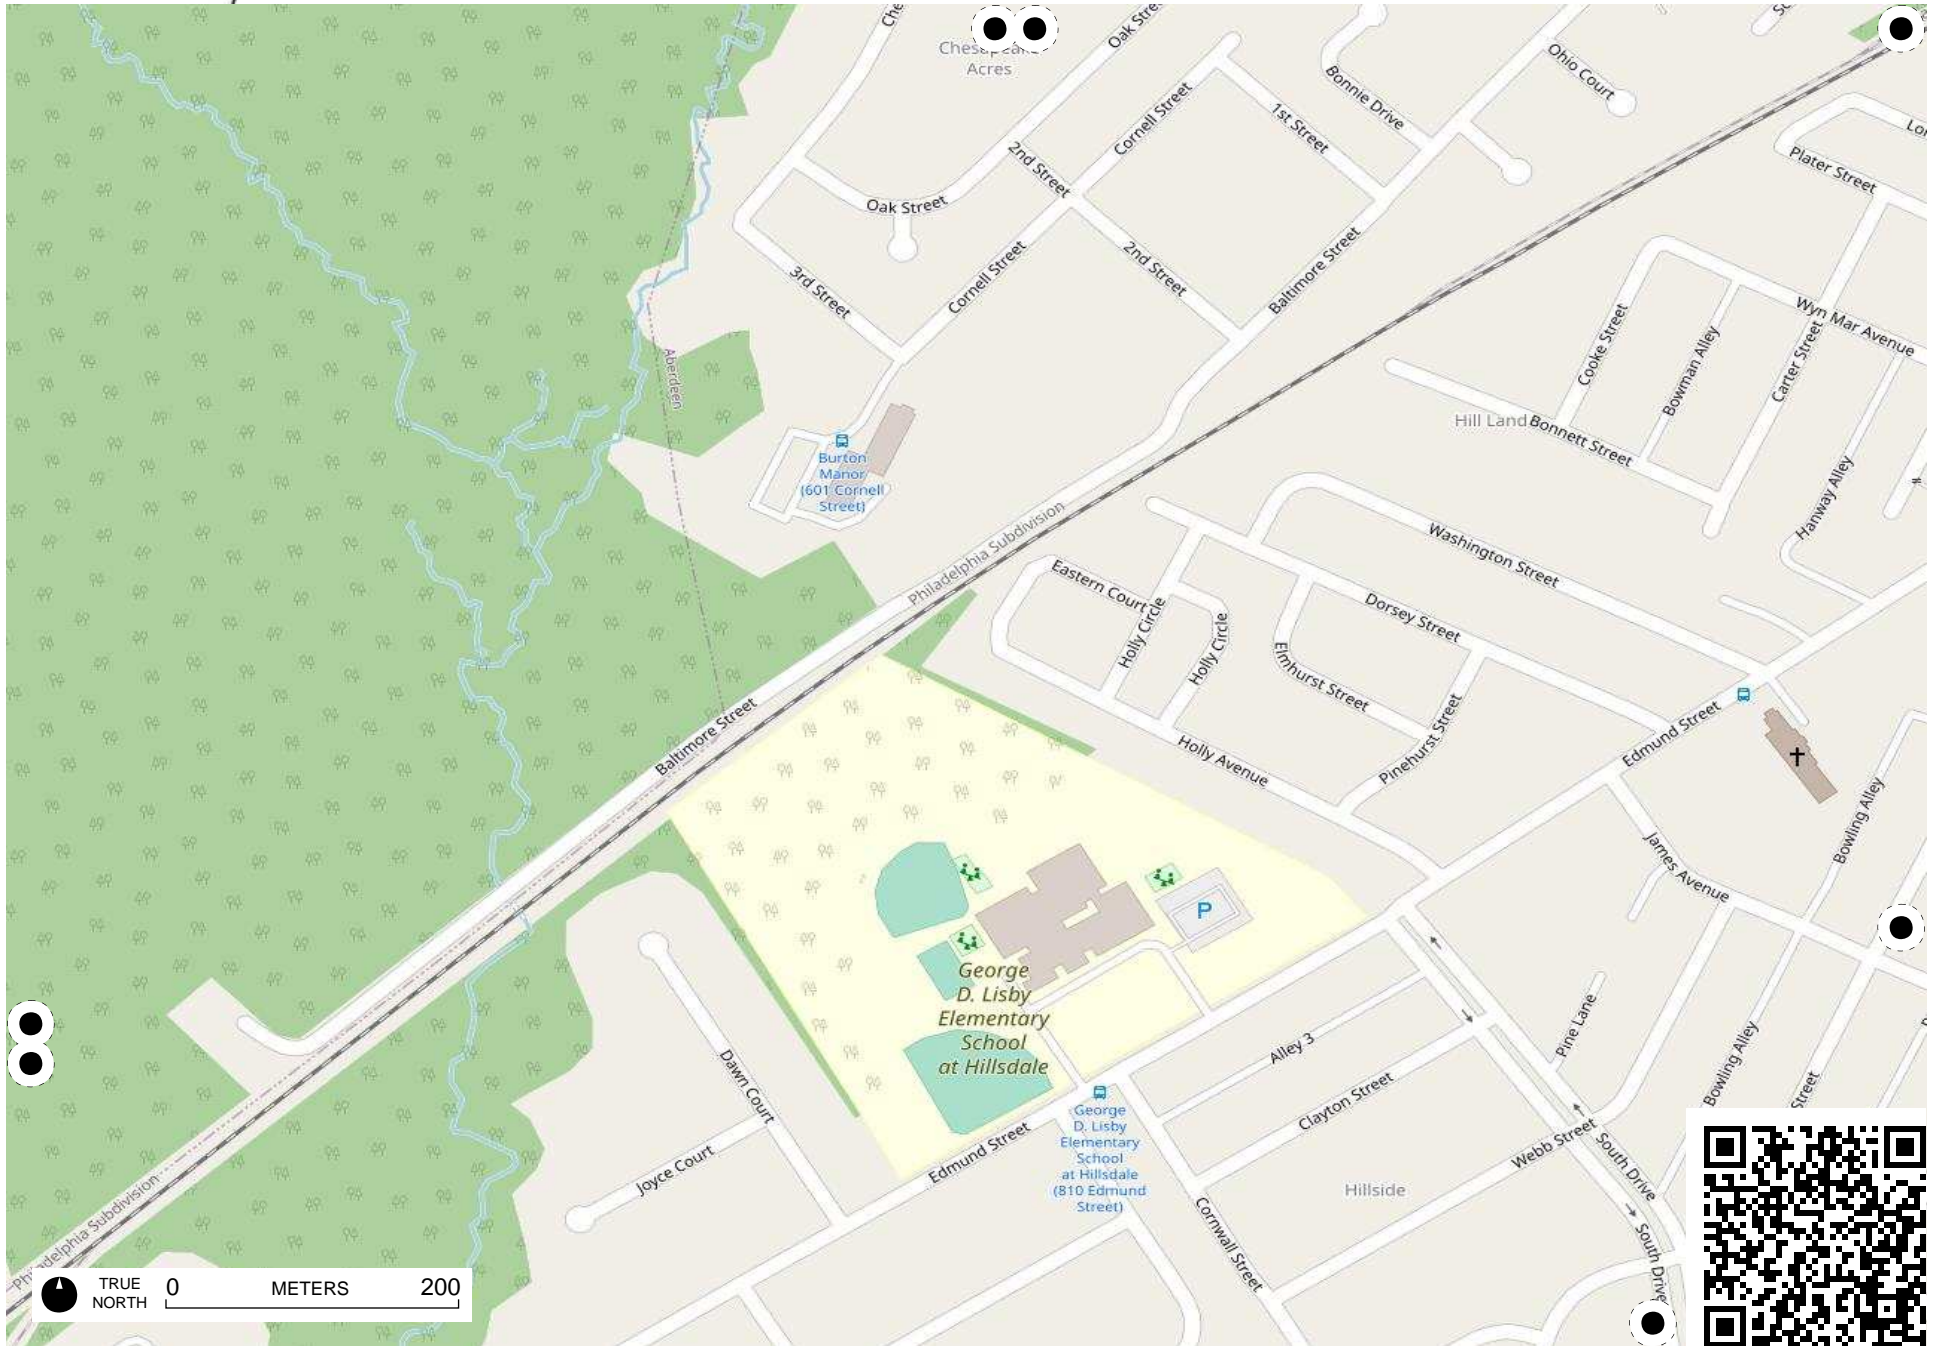 Oak Stre
Chesapeake
Acres
Ohio Court
Bonnie Drive
Cornell Street
1st Street
2nd Street
Plater Street
Oak Street
3rd Street
Cornell Street
2nd Street
Baltimore Street
Wyn Mar Avenue
Cooke Street
Bowman Alley
Carter Street
Aberdeen
Hill Land
Bonnett Street
Burton
Manor
(601 Cornell
Street)
Hanway Alley
Philadelphia Subdivision
Washington Street
Eastern Court
Holly Circle
Holly Circle
Dorsey Street
Elmhurst Street
Pinehurst Street
Baltimore Street
Holly Avenue
Edmund Street
James Avenue
Bowling Alley
P
George
D. Lisby
Elementary
School
at Hillsdale
Pine Lane
Alley 3
Bowling Alley
Street
Dawn Court
Clayton Street
George
D. Lisby
Elementary
School
at Hillsdale
(810 Edmund
Street)
Edmund Street
Joyce Court
Webb Street
South Drive
Hillside
Cornwall Street
South Drive
Philadelphia Subdivision
TRUE
NORTH
0 METERS 200